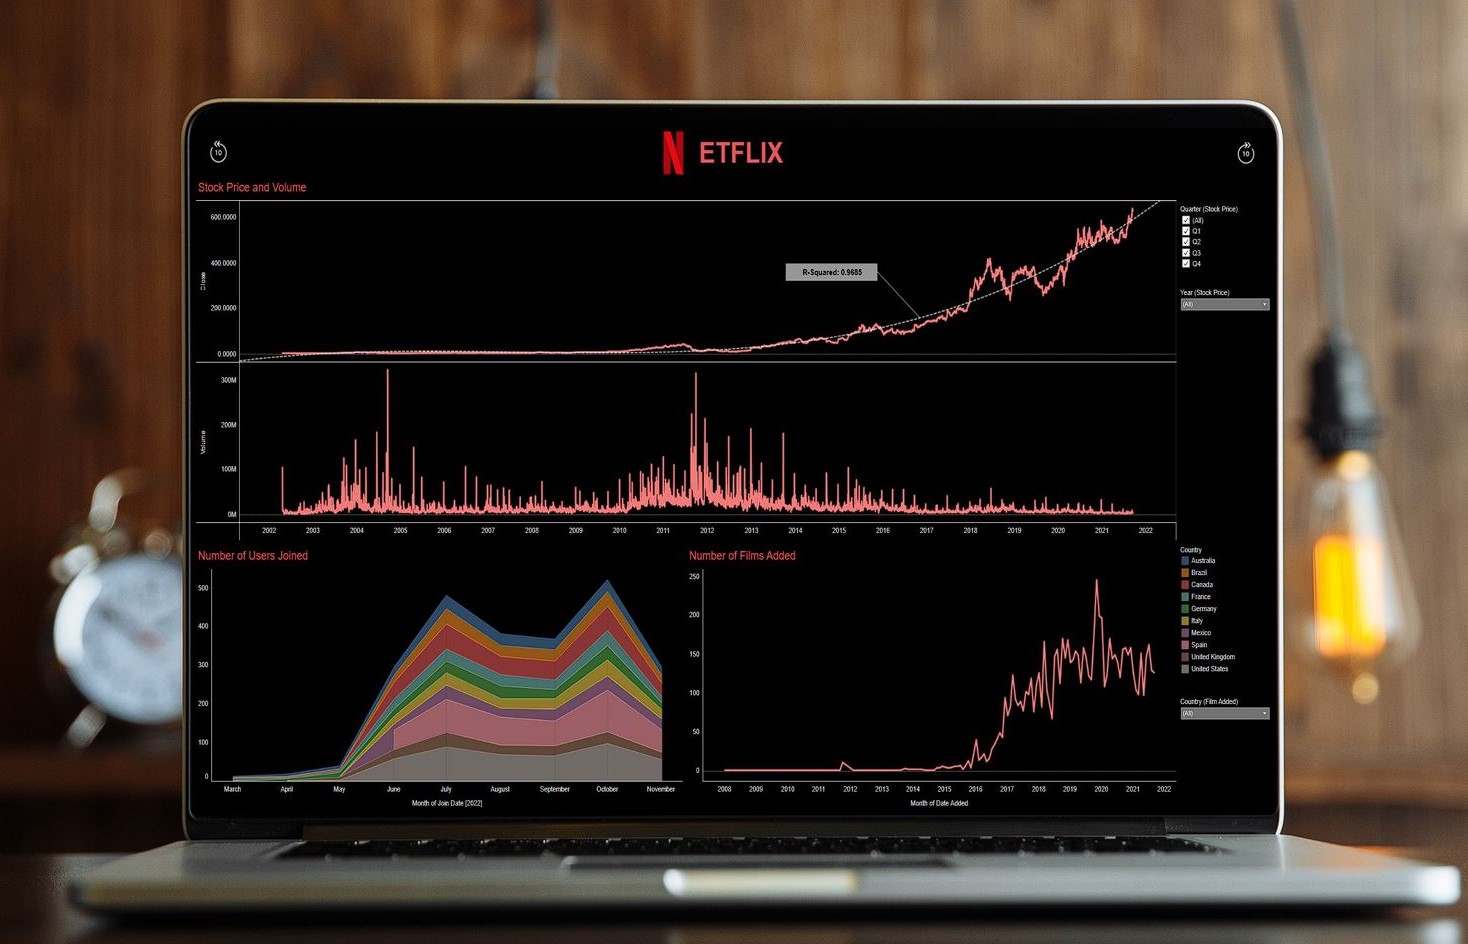 10
NETFLIX
10
Stock Price and Volume
600.0000
400.0000
200.0000
0.0000
Close
R-Squared: 0.9685
Quarter (Stock Price)
(All)
Q1
Q2
Q3
Q4
Year (Stock Price)
(All)
300M
200M
100M
0M
Volume
2002 2003 2004 2005 2006 2007 2008 2009 2010 2011 2012 2013 2014 2015 2016 2017 2018 2019 2020 2021 2022
Number of Users Joined
500
400
300
200
100
0
March April May June July August September October November
Month of Join Date [2022]
Number of Films Added
250
200
150
100
50
0
2008 2009 2010 2011 2012 2013 2014 2015 2016 2017 2018 2019 2020 2021 2022
Month of Date Added
Country
Australia
Brazil
Canada
France
Germany
Italy
Mexico
Spain
United Kingdom
United States
Country (Film Added)
(All)